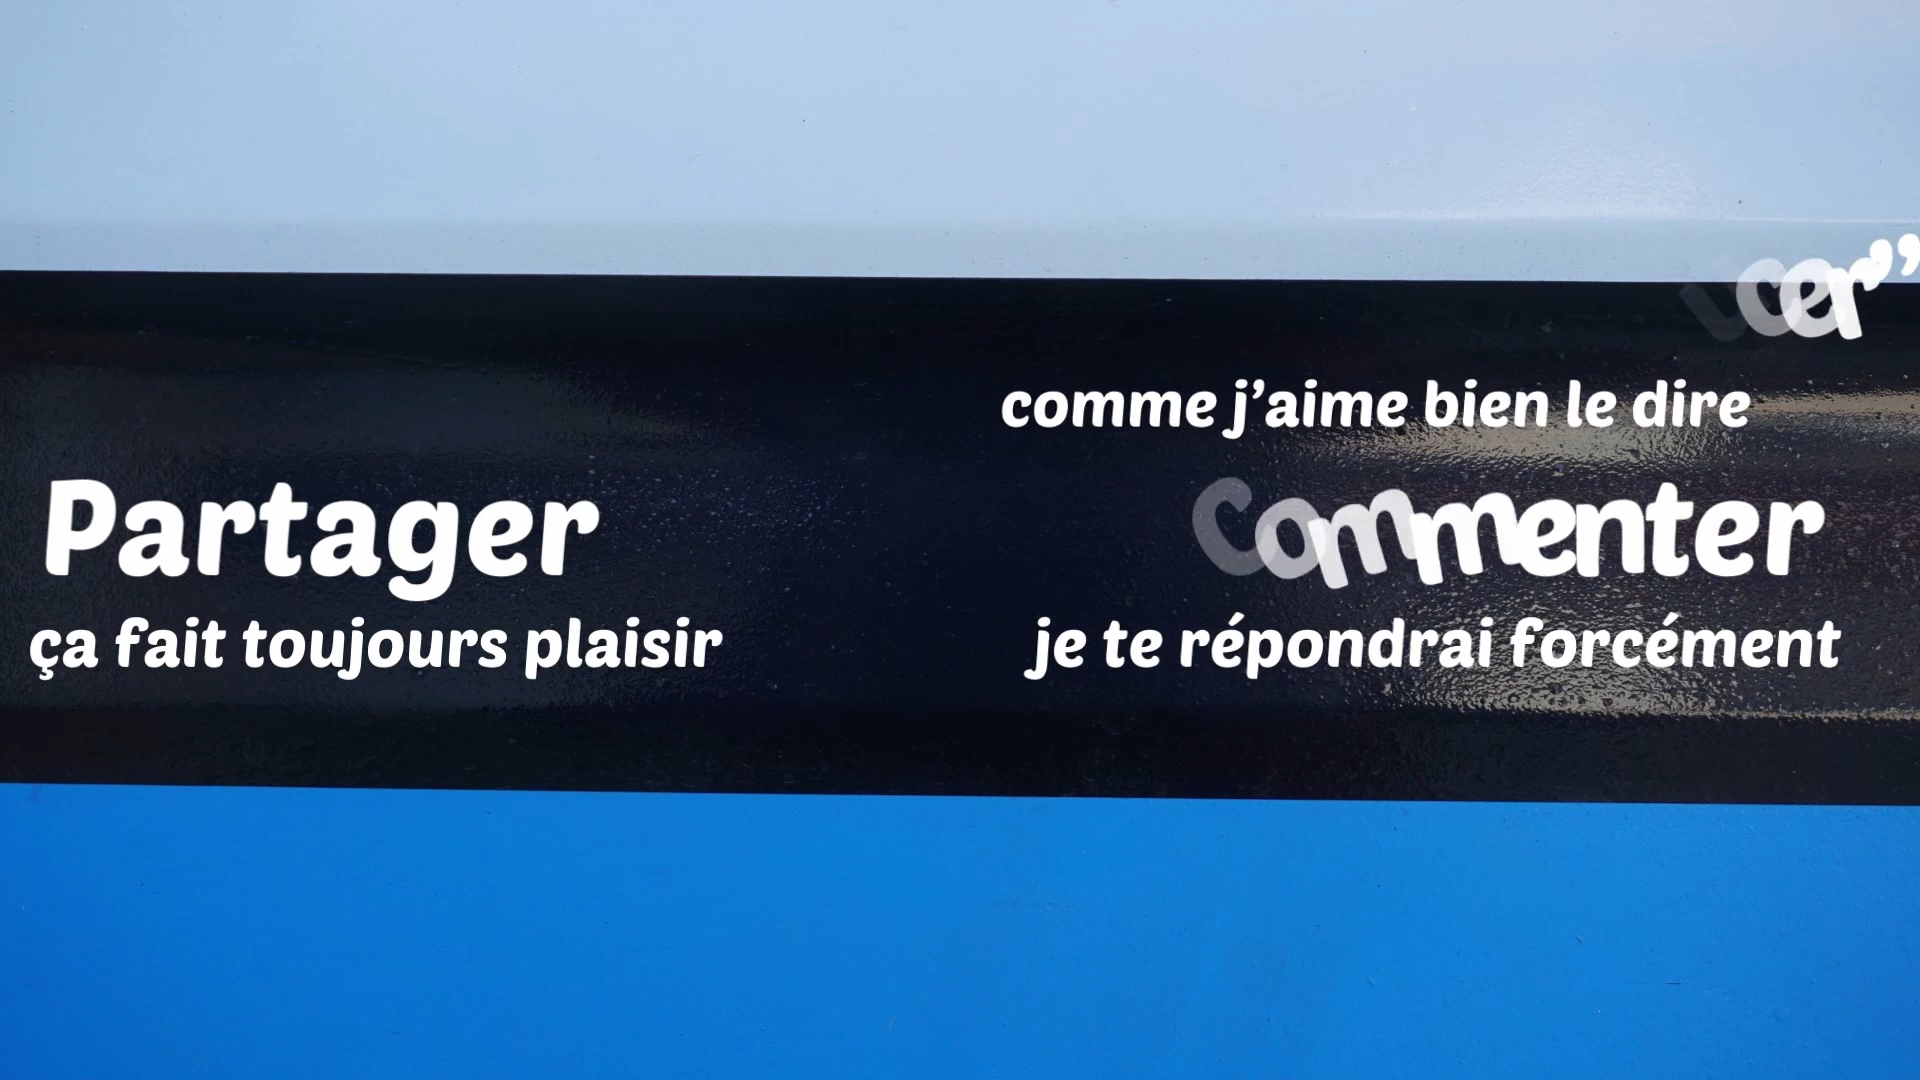 comme j’aime bien le dire
Partager
Commenter
ça fait toujours plaisir
je te répondrai forcément